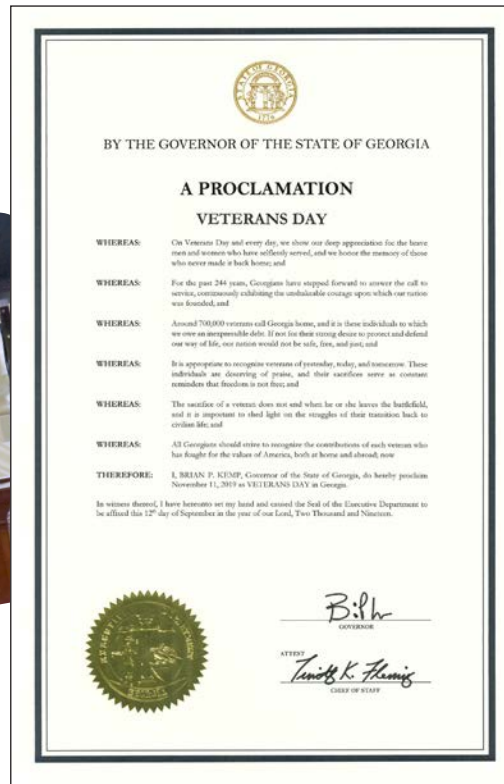 STATE OF GEORGIA
1776
BY THE GOVERNOR OF THE STATE OF GEORGIA
A PROCLAMATION
VETERANS DAY
WHEREAS: On Veterans Day and every day, we show our deep appreciation for the brave
men and women who have selflessly served, and we honor the memory of those
who never made it back home; and
WHEREAS: For the past 244 years, Georgians have stepped forward to answer the call to
service, continuously exhibiting the unshakeable courage upon which our nation
was founded; and
WHEREAS: Around 700,000 veterans call Georgia home, and it is these individuals to which
we owe an inexpressible debt. If not for their strong desire to protect and defend
our way of life, our nation would not be safe, free, and just; and
WHEREAS: It is appropriate to recognize veterans of yesterday, today, and tomorrow. These
individuals are deserving of praise, and their sacrifices serve as constant
reminders that freedom is not free; and
WHEREAS: The sacrifice of a veteran does not end when he or she leaves the battlefield,
and it is important to shed light on the struggles of their transition back to
civilian life; and
WHEREAS: All Georgians should strive to recognize the contributions of each veteran who
has fought for the values of America, both at home and abroad; now
THEREFORE: I, BRIAN P. KEMP, Governor of the State of Georgia, do hereby proclaim
November 11, 2019 as VETERANS DAY in Georgia.
In witness thereof, I have hereunto set my hand and caused the Seal of the Executive Department to
be affixed this 12th day of September in the year of our Lord, Two Thousand and Nineteen.
GOVERNOR
ATTEST
Timothy K. Fleming
CHIEF OF STAFF